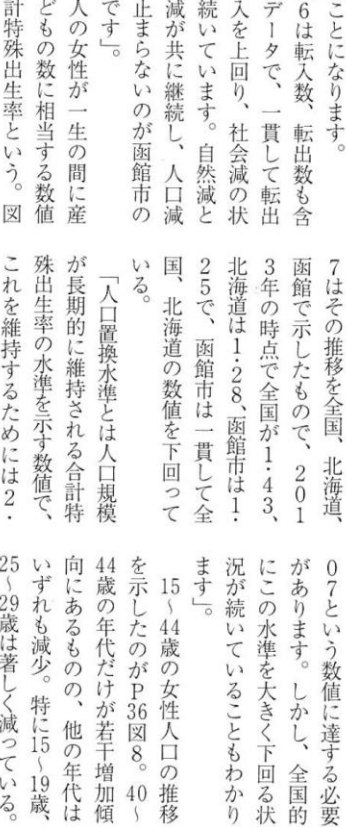 ことになります。
6は転入数、転出数も含
データで、一貫して転出
入を上回り、社会減の状
続いています。自然減と
減が共に継続し、人口減
止まらないのが函館市の
です」。
人の女性が一生の間に産
どもの数に相当する数値
計特殊出生率という。図
7はその推移を全国、北海道、
函館で示したもので、201
3年の時点で全国が1・43、
北海道は1・28、函館市は1・
25で、函館市は一貫して全
国、北海道の数値を下回って
いる。
「人口置換水準とは人口規模
が長期的に維持される合計特
殊出生率の水準を示す数値で、
これを維持するためには2・
07という数値に達する必要
があります。しかし、全国的
にこの水準を大きく下回る状
況が続いていることもわかり
ます」。
15～44歳の女性人口の推移
を示したのがP36図8。40～
44歳の年代だけが若干増加傾
向にあるものの、他の年代は
いずれも減少。特に15～19歳、
25～29歳は著しく減っている。